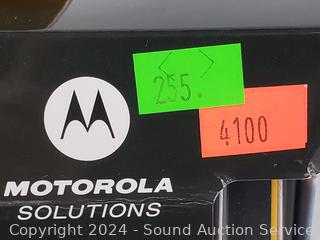 255.
4100
MOTOROLA
SOLUTIONS
Copyright 2024 - Sound Auction Service